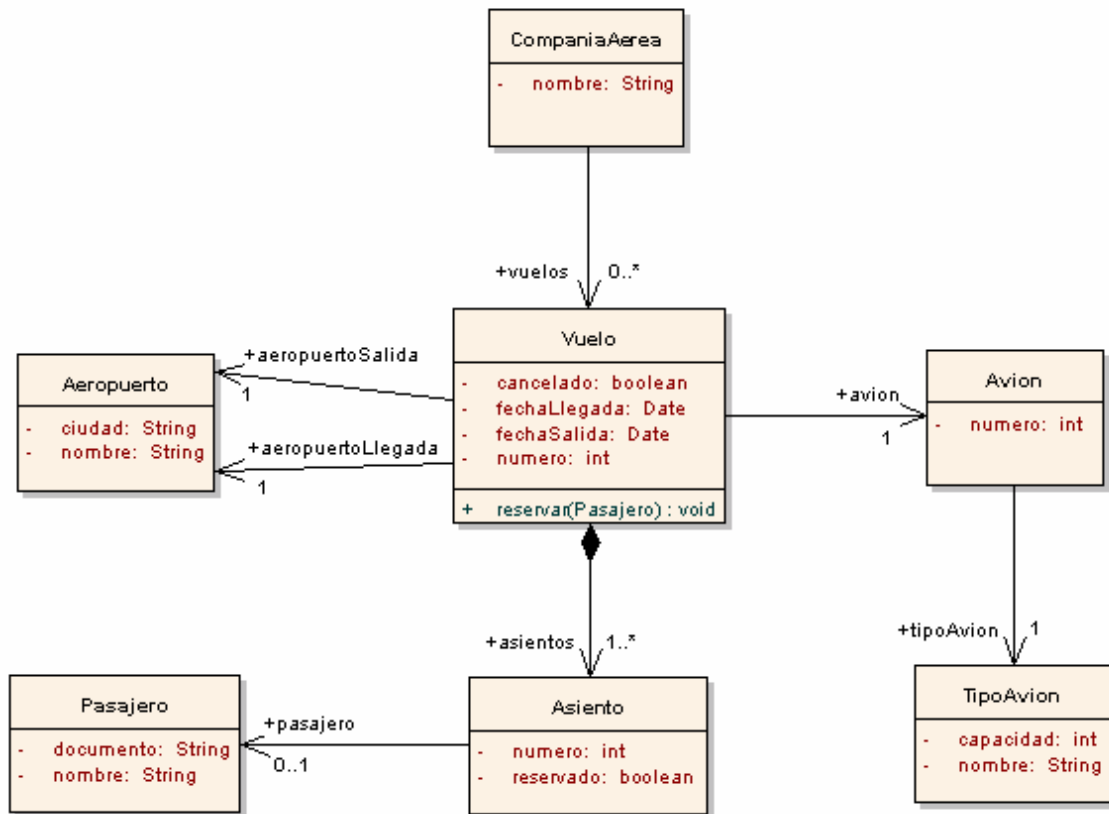 CompaniaAerea
- nombre: String
+vuelos 0..*
Vuelo
- cancelado: boolean
- fechaLlegada: Date
- fechaSalida: Date
- numero: int
+ reservar(Pasajero) : void
+aeropuertoSalida
1
+aeropuertoLlegada
1
Aeropuerto
- ciudad: String
- nombre: String
+avion
1
Avion
- numero: int
+tipoAvion 1
TipoAvion
- capacidad: int
- nombre: String
+asientos 1..*
Asiento
- numero: int
- reservado: boolean
+pasajero
0..1
Pasajero
- documento: String
- nombre: String